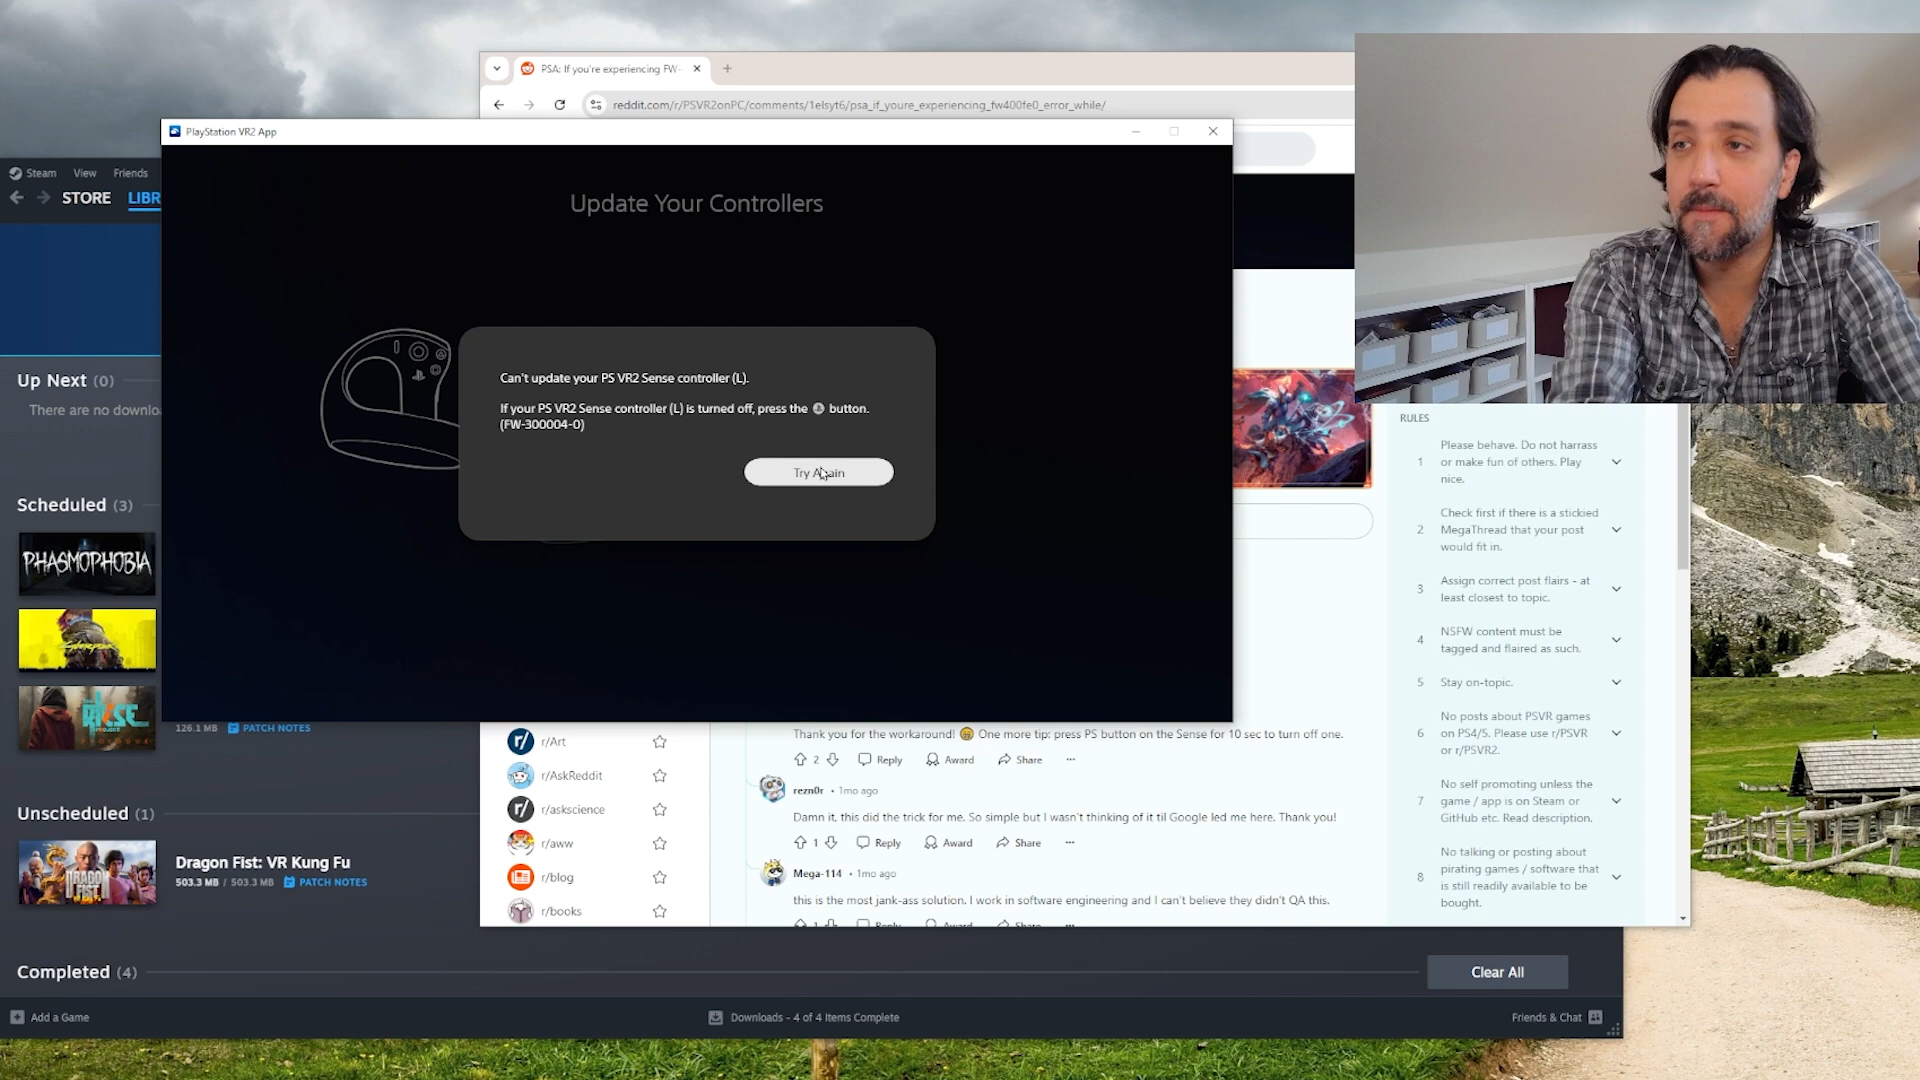 PSA: If you're experiencing FW-
reddit.com/r/PSVR2onPC/comments/1elsyt6/psa_if_youre_experiencing_fw400fe0_error_while/
PlayStation VR2 App
Steam View Friends
STORE LIBR
Update Your Controllers
Can't update your PS VR2 Sense controller (L).
If your PS VR2 Sense controller (L) is turned off, press the button.
(FW-300004-0)
Try Again
Up Next (0)
There are no downlo
Scheduled (3)
PHASMOPHOBIA
Cyberpunk
RIESE
PROJECT
126.1 MB PATCH NOTES
Unscheduled (1)
DRAGON FIST
Dragon Fist: VR Kung Fu
503.3 MB / 503.3 MB PATCH NOTES
Completed (4)
Clear All
Add a Game
Downloads - 4 of 4 Items Complete
Friends & Chat
r/Art
r/AskReddit
r/askscience
r/aww
r/blog
r/books
Thank you for the workaround! One more tip: press PS button on the Sense for 10 sec to turn off one.
2 Reply Award Share
rezn0r • 1mo ago
Damn it, this did the trick for me. So simple but I wasn't thinking of it til Google led me here. Thank you!
1 Reply Award Share
Mega-114 • 1mo ago
this is the most jank-ass solution. I work in software engineering and I can't believe they didn't QA this.
1 Reply Award Share
RULES
1 Please behave. Do not harrass
or make fun of others. Play
nice.
2 Check first if there is a stickied
MegaThread that your post
would fit in.
3 Assign correct post flairs - at
least closest to topic.
4 NSFW content must be
tagged and flaired as such.
5 Stay on-topic.
6 No posts about PSVR games
on PS4/5. Please use r/PSVR
or r/PSVR2.
7 No self promoting unless the
game / app is on Steam or
GitHub etc. Read description.
8 No talking or posting about
pirating games / software that
is still readily available to be
bought.